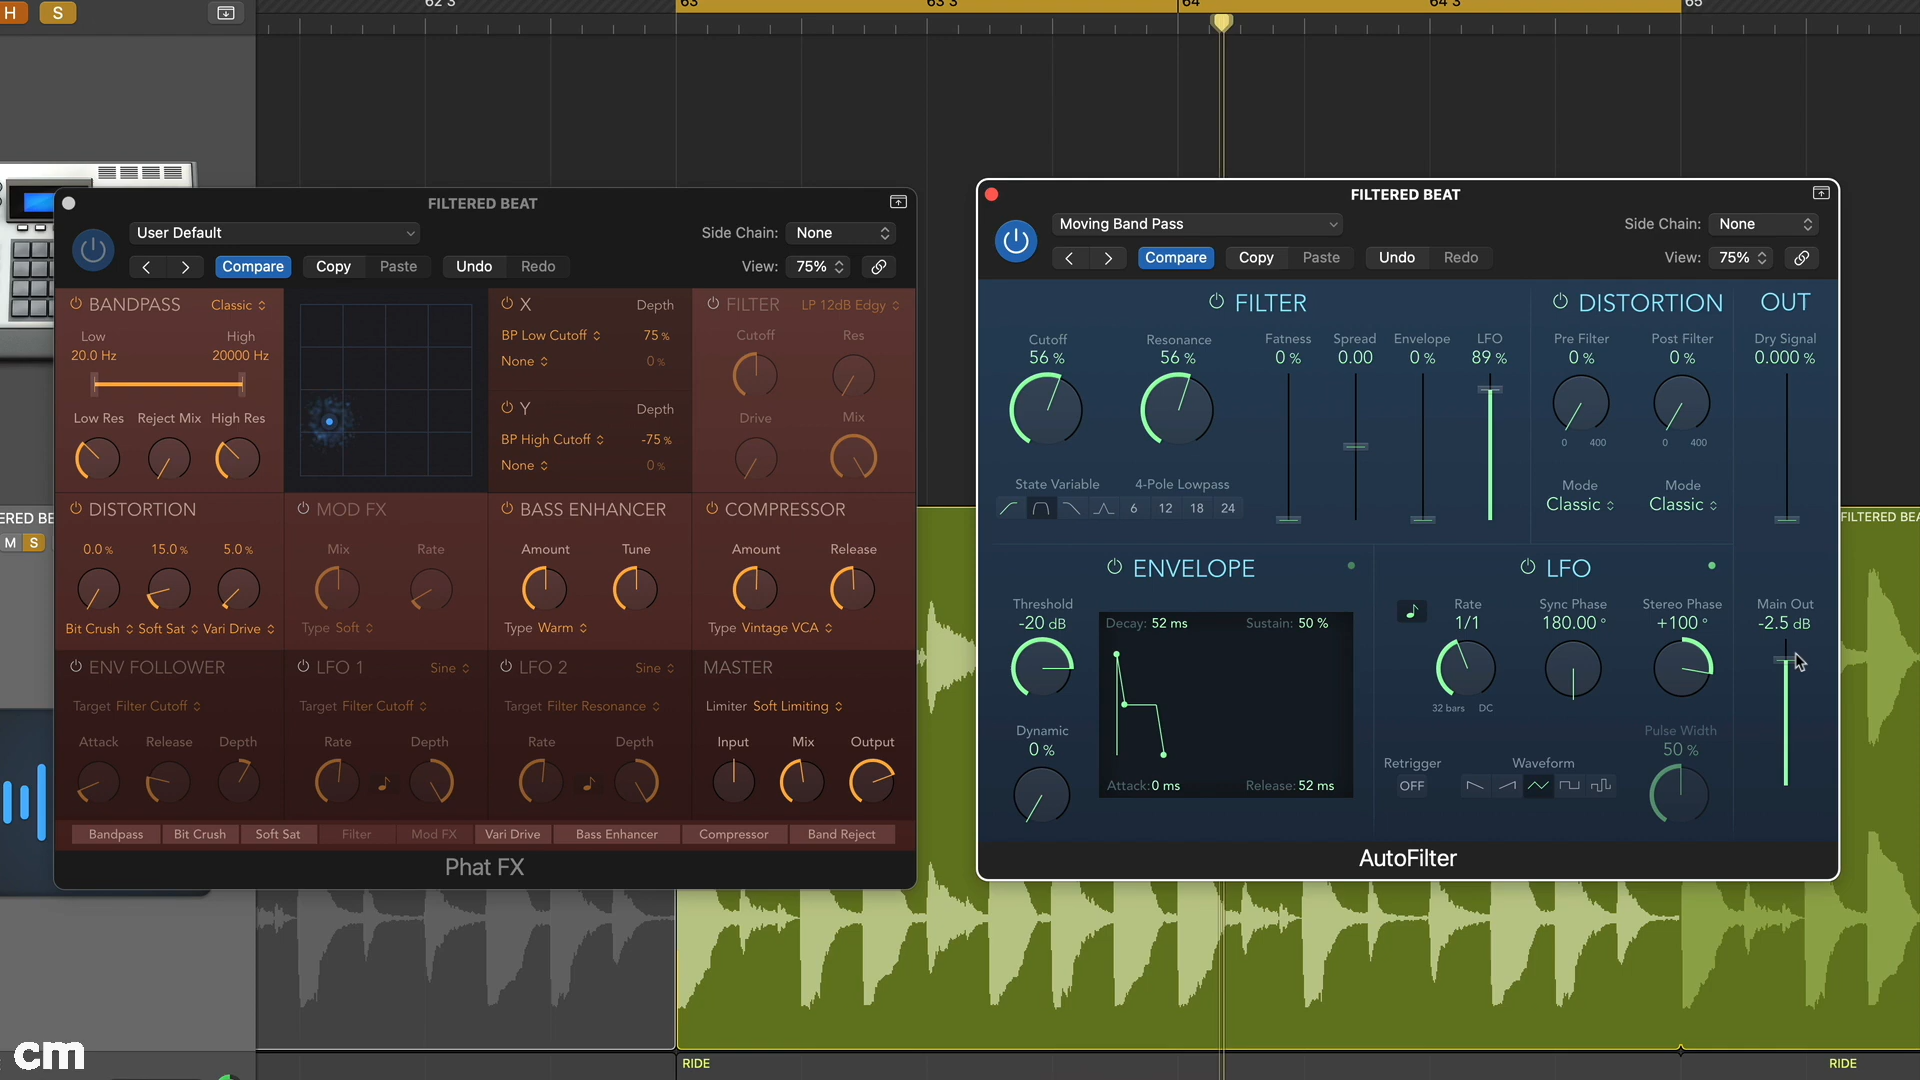 62 3
63
63 3
64
64 3
65
H
S
FILTERED BEAT
User Default
Side Chain: None
Compare
Copy
Paste
Undo
Redo
View: 75%
BANDPASS
Classic
Low
High
20.0 Hz
20000 Hz
Low Res
Reject Mix
High Res
X
Depth
BP Low Cutoff
75 %
None
0 %
Y
Depth
BP High Cutoff
-75 %
None
0 %
FILTER
LP 12dB Edgy
Cutoff
Res
Drive
Mix
DISTORTION
0.0 %
15.0 %
5.0 %
Bit Crush
Soft Sat
Vari Drive
MOD FX
Mix
Rate
Type Soft
BASS ENHANCER
Amount
Tune
Type Warm
COMPRESSOR
Amount
Release
Type Vintage VCA
ENV FOLLOWER
Target Filter Cutoff
Attack
Release
Depth
LFO 1
Sine
Target Filter Cutoff
Rate
Depth
LFO 2
Sine
Target Filter Resonance
Rate
Depth
MASTER
Limiter Soft Limiting
Input
Mix
Output
Bandpass
Bit Crush
Soft Sat
Filter
Mod FX
Vari Drive
Bass Enhancer
Compressor
Band Reject
Phat FX
FILTERED BEAT
Moving Band Pass
Side Chain: None
Compare
Copy
Paste
Undo
Redo
View: 75%
FILTER
Cutoff
56 %
Resonance
56 %
Fatness
0 %
Spread
0.00
Envelope
0 %
LFO
89 %
State Variable
4-Pole Lowpass
6
12
18
24
DISTORTION
Pre Filter
0 %
0 400
Post Filter
0 %
0 400
Mode
Classic
Mode
Classic
OUT
Dry Signal
0.000 %
ENVELOPE
Threshold
-20 dB
Dynamic
0 %
Decay: 52 ms
Sustain: 50 %
Attack: 0 ms
Release: 52 ms
LFO
Rate
1/1
32 bars DC
Sync Phase
180.00 °
Stereo Phase
+100 °
Retrigger
OFF
Waveform
Pulse Width
50 %
Main Out
-2.5 dB
AutoFilter
ERED BE
M
S
FILTERED BEA
RIDE
RIDE
cm